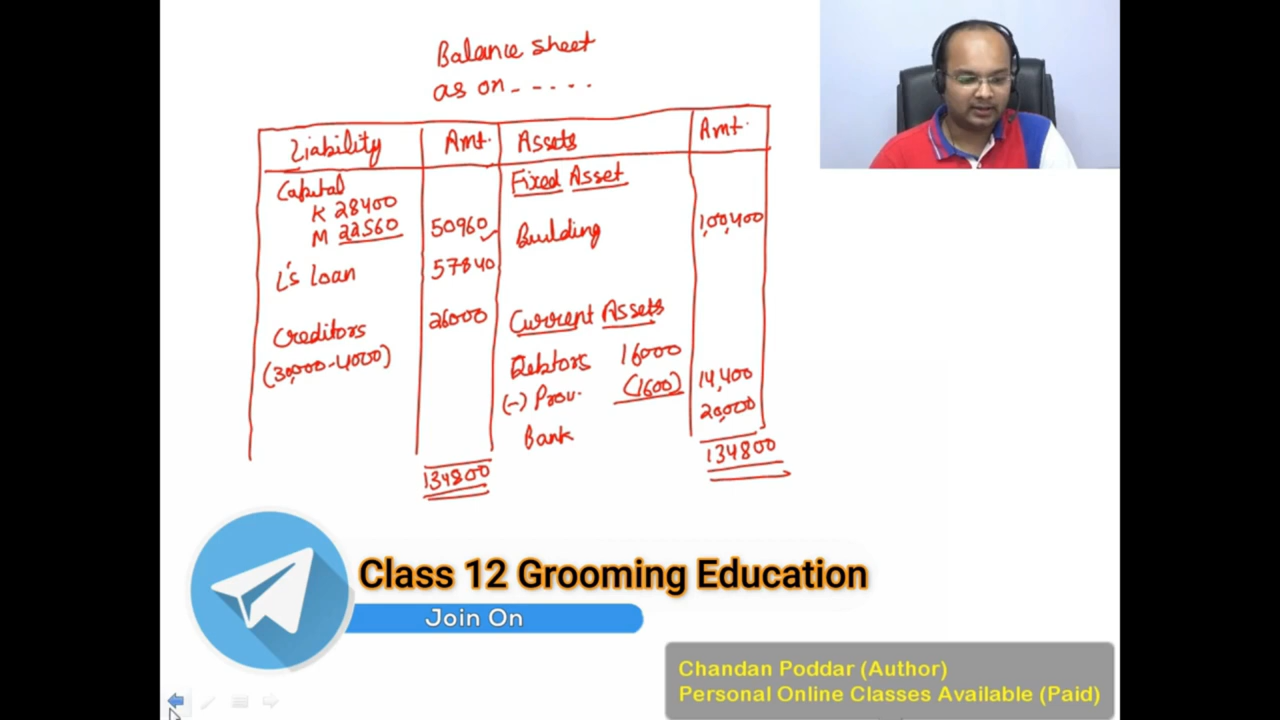 Balance Sheet
as on - - - - -
Liability Amt. Assets Amt.
Capital Fixed Asset
K 28400
M 22560 50960 Building 1,00,400
L's loan 57840
Creditors 26000 Current Assets
(30,000-4000) Debtors 16000
(-) Prov. (1600) 14,400
Bank 20,000
134800 134800
Class 12 Grooming Education
Join On
Chandan Poddar (Author)
Personal Online Classes Available (Paid)